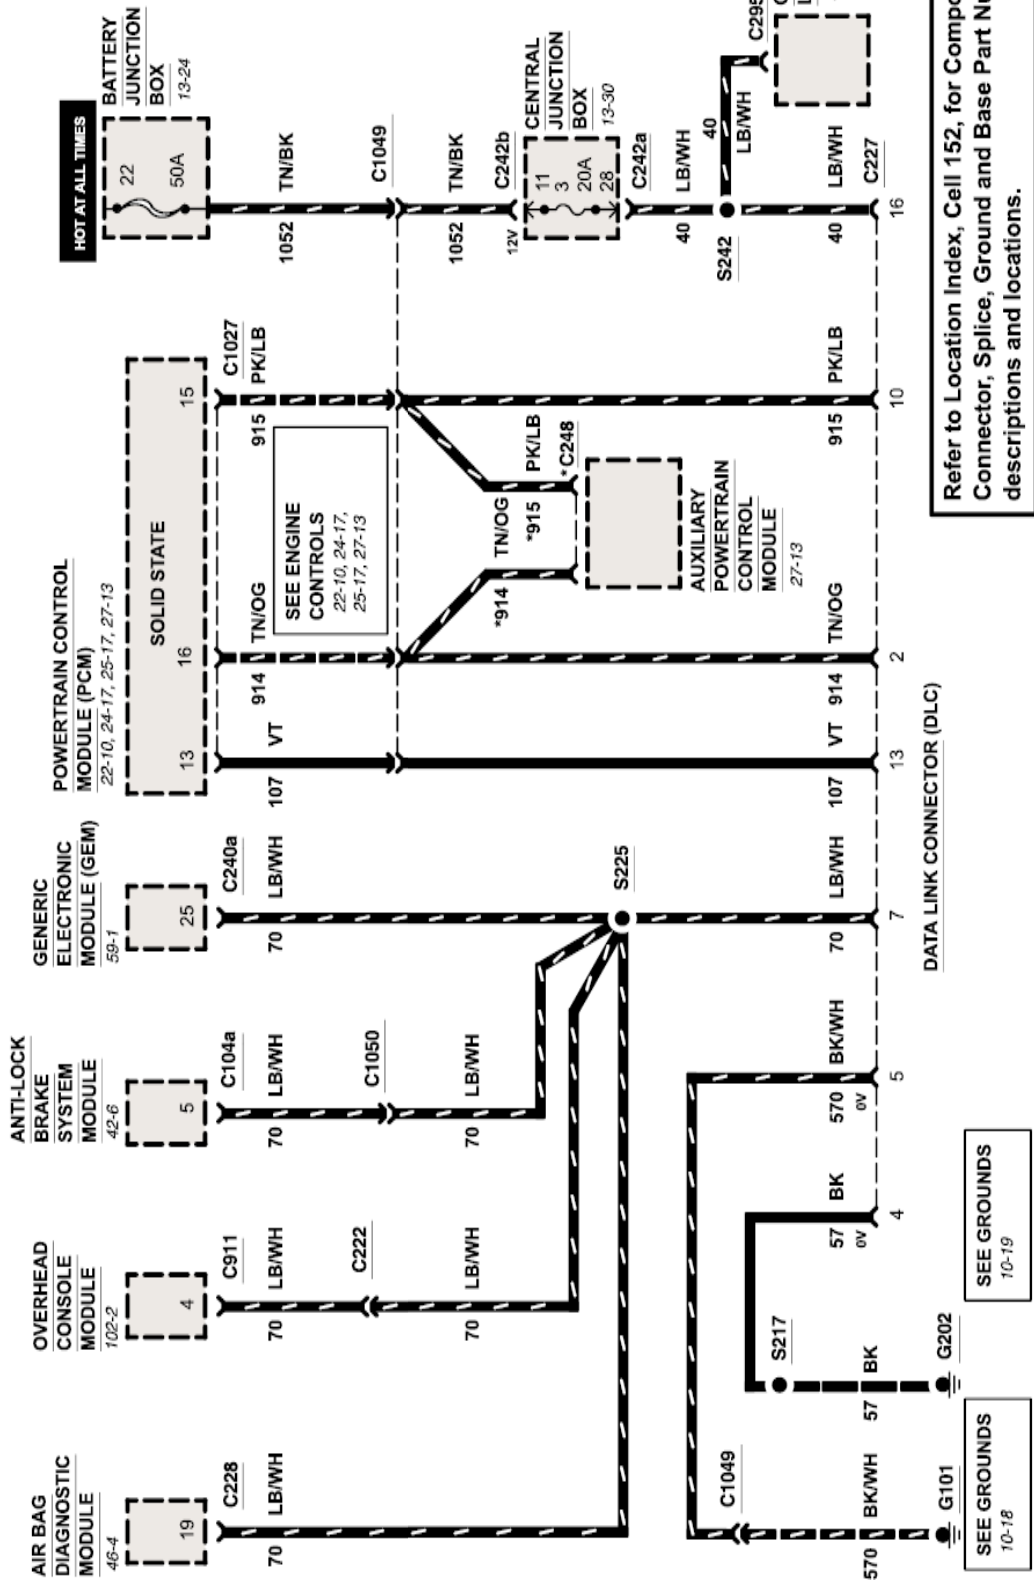 AIR BAG
DIAGNOSTIC
MODULE
46-4
19
C228
70 LB/WH
OVERHEAD
CONSOLE
MODULE
102-2
4
C911
70 LB/WH
C222
70 LB/WH
ANTI-LOCK
BRAKE
SYSTEM
MODULE
42-6
5
C104a
70 LB/WH
C1050
70 LB/WH
GENERIC
ELECTRONIC
MODULE (GEM)
59-1
25
C240a
70 LB/WH
S225
70 LB/WH
7
POWERTRAIN CONTROL
MODULE (PCM)
22-10, 24-17, 25-17, 27-13
SOLID STATE
13
16
15
C1027
107 VT
914 TN/OG
915 PK/LB
SEE ENGINE
CONTROLS
22-10, 24-17,
25-17, 27-13
*914 TN/OG
*915 PK/LB
*C248
AUXILIARY
POWERTRAIN
CONTROL
MODULE
27-13
107 VT
914 TN/OG
915 PK/LB
13
2
10
HOT AT ALL TIMES
BATTERY
JUNCTION
BOX
13-24
22
50A
1052 TN/BK
C1049
1052 TN/BK
12V
C242b
CENTRAL
JUNCTION
BOX
13-30
11
3
20A
28
C242a
40 LB/WH
S242
40
LB/WH
C295
40 LB/WH
C227
16
570 BK/WH
0V
5
57 BK
0V
4
DATA LINK CONNECTOR (DLC)
C1049
570 BK/WH
G101
SEE GROUNDS
10-18
S217
57 BK
G202
SEE GROUNDS
10-19
Refer to Location Index, Cell 152, for Compo
Connector, Splice, Ground and Base Part Nu
descriptions and locations.